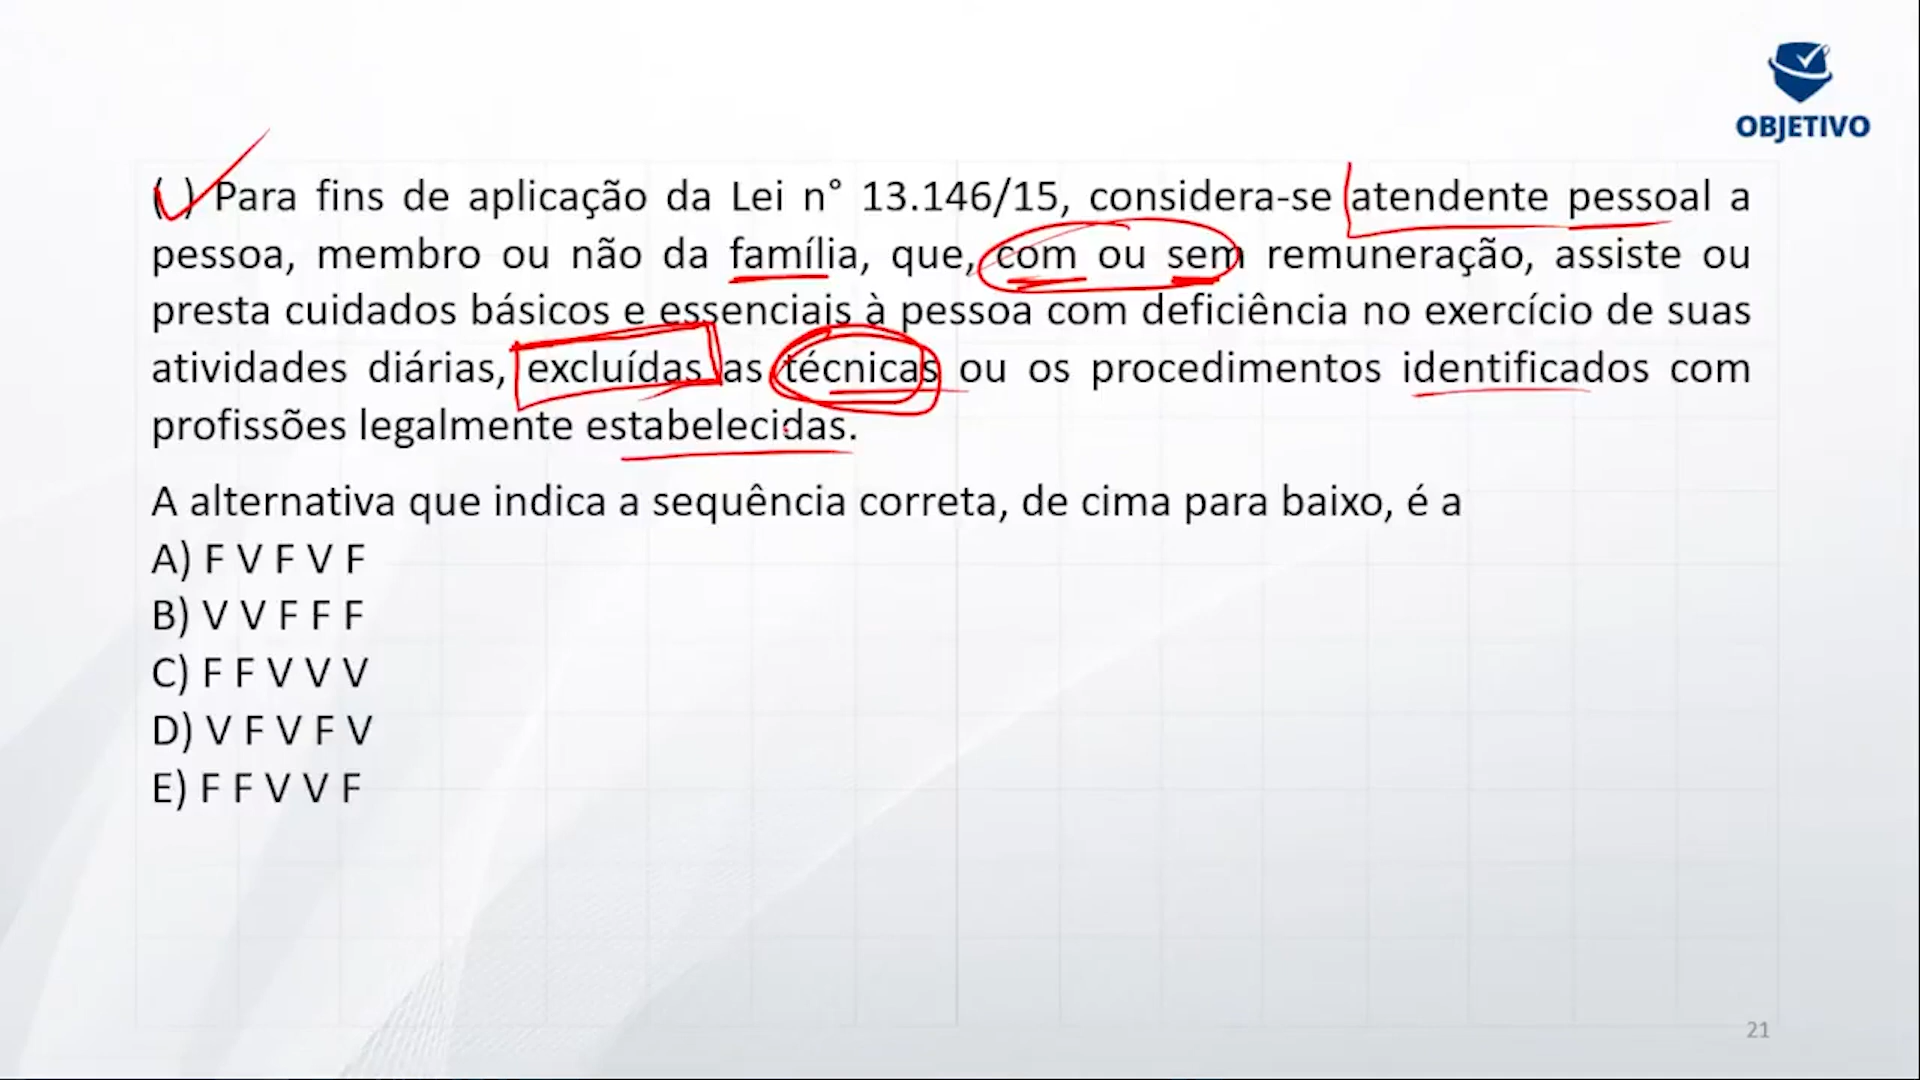 OBJETIVO
( ) Para fins de aplicação da Lei n° 13.146/15, considera-se atendente pessoal a
pessoa, membro ou não da família, que, com ou sem remuneração, assiste ou
presta cuidados básicos e essenciais à pessoa com deficiência no exercício de suas
atividades diárias, excluídas as técnicas ou os procedimentos identificados com
profissões legalmente estabelecidas.
A alternativa que indica a sequência correta, de cima para baixo, é a
A) F V F V F
B) V V F F F
C) F F V V V
D) V F V F V
E) F F V V F
21